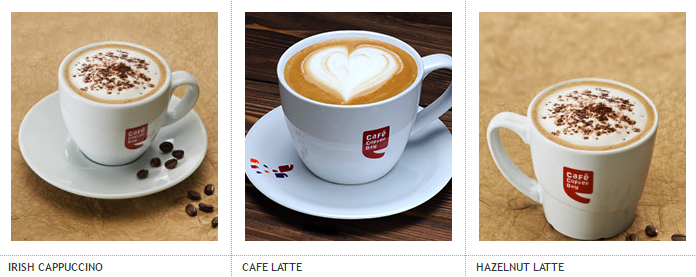 Café
Coffee
Day
Café
Coffee
Day
Café
Coffee
Day
IRISH CAPPUCCINO
CAFE LATTE
HAZELNUT LATTE